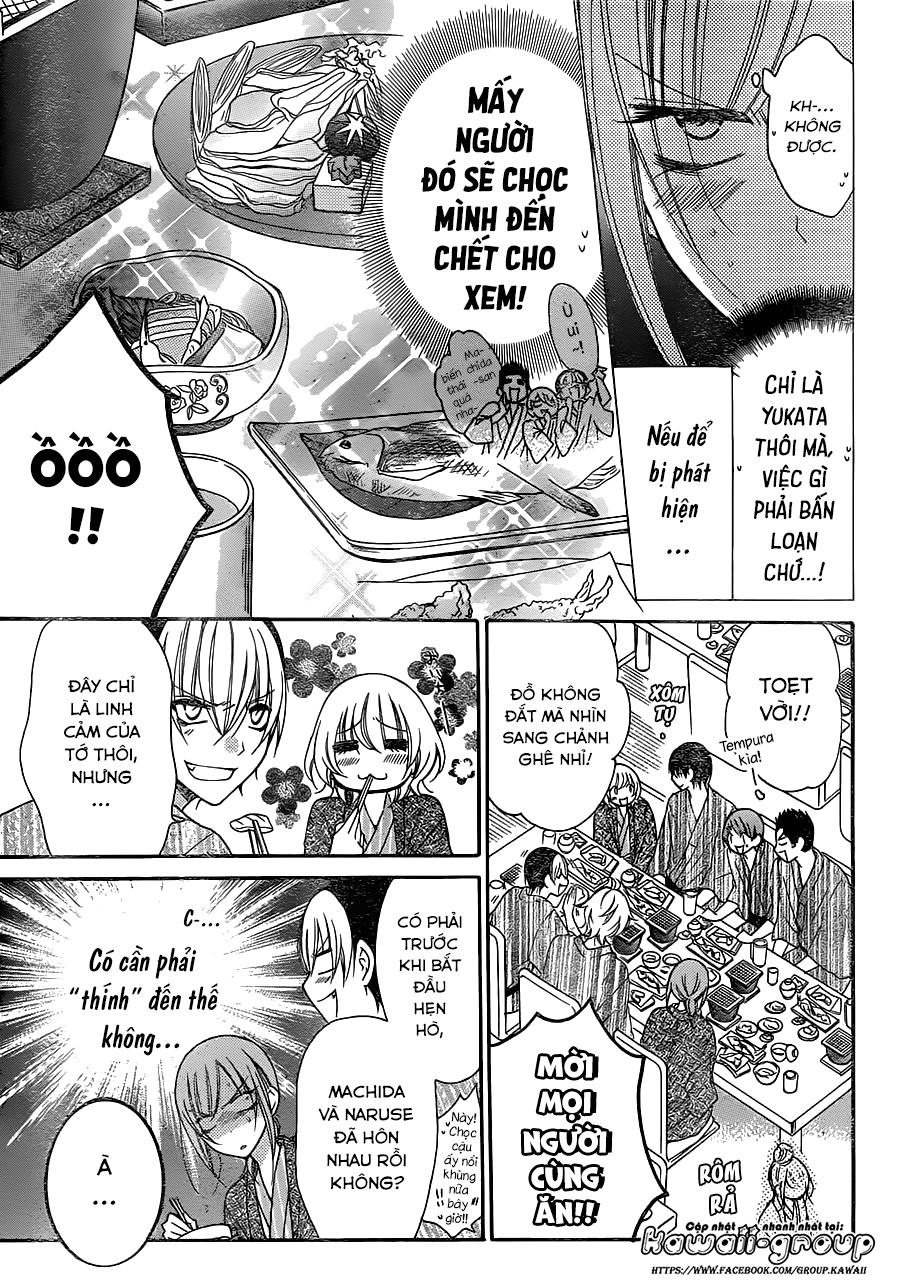 KH-...
KHÔNG
ĐƯỢC.
CHỈ LÀ
YUKATA
THÔI MÀ,
VIỆC GÌ
PHẢI BẤN
LOẠN
CHỨ...!
Nếu để
bị phát
hiện
...
MẤY
NGƯỜI
ĐÓ SẼ CHỌC
MÌNH ĐẾN
CHẾT CHO
XEM!
Ù
ui
-!
Ma-
biến chida
thái -san
quá
nha-
ỒỒỒ
!!
TOẸT
VỜI!!
Tempura
kìa!
XÔM
TỤ
ĐỒ KHÔNG
ĐẮT MÀ NHÌN
SANG CHẢNH
GHÊ NHỈ!
MỜI
MỌI
NGƯỜI
CÙNG
ĂN!!
RÔM
RẢ
ĐÂY CHỈ
LÀ LINH
CẢM CỦA
TỚ THÔI,
NHƯNG
...
CÓ PHẢI
TRƯỚC
KHI BẮT
ĐẦU
HẸN
HÒ,
MACHIDA
VÀ NARUSE
ĐÃ HÔN
NHAU RỒI
KHÔNG?
Này!
Chọc
cậu
ấy nổi
khùng
nữa
bây
giờ!!
C-...
Có cần phải
“thính” đến thế
không...
À
...
Cập nhật nhanh nhất tại:
Kawaii-group
HTTPS://WWW.FACEBOOK.COM/GROUP.KAWAII